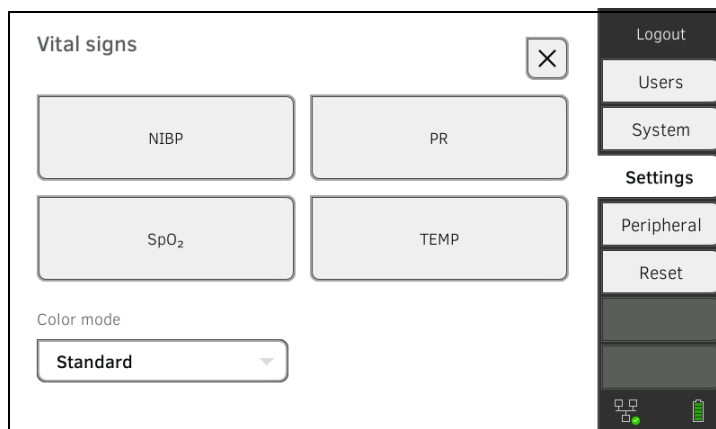 Vital signs
NIBP
PR
SpO₂
TEMP
Color mode
Standard
Logout
Users
System
Settings
Peripheral
Reset